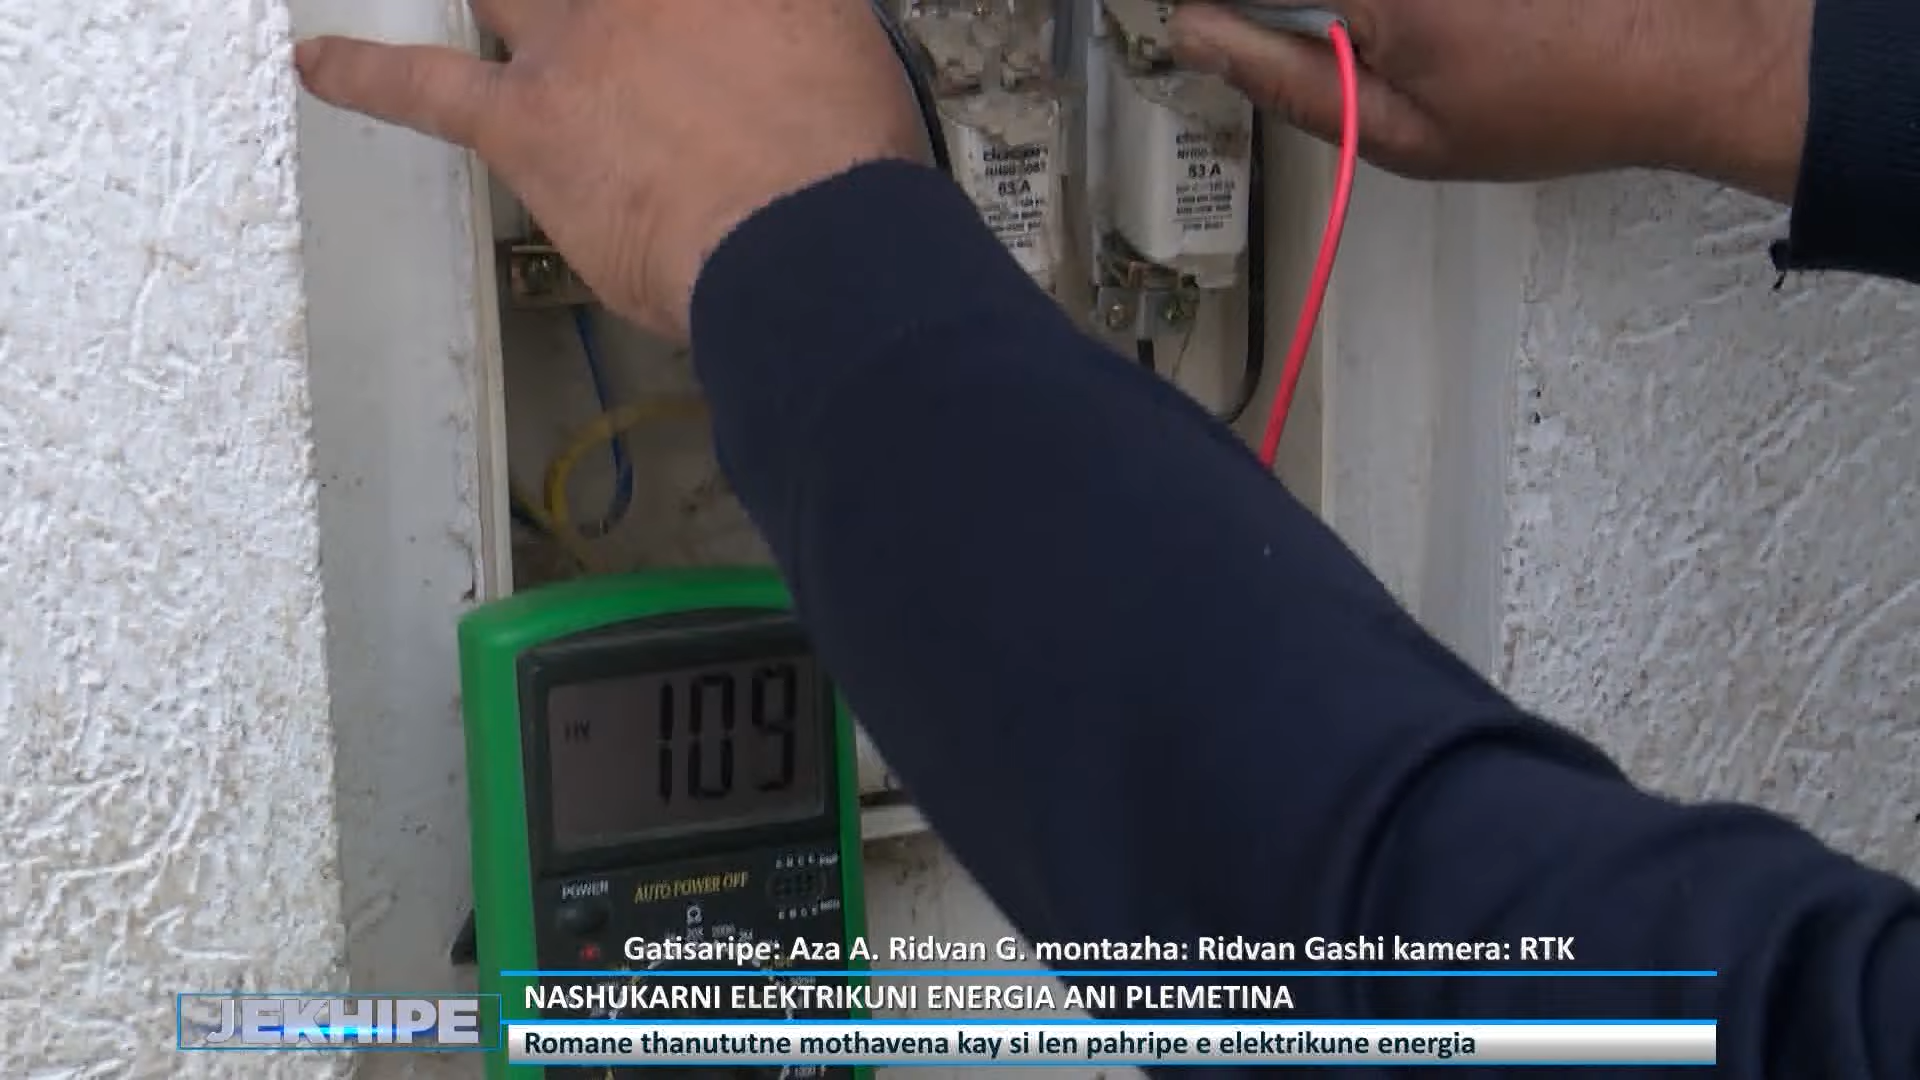 63 A
63 A
109
POWER
AUTO POWER OFF
Gatisaripe: Aza A. Ridvan G. montazha: Ridvan Gashi kamera: RTK
NASHUKARNI ELEKTRIKUNI ENERGIA ANI PLEMETINA
JEKHIPE
Romane thanututne mothavena kay si len pahripe e elektrikune energia